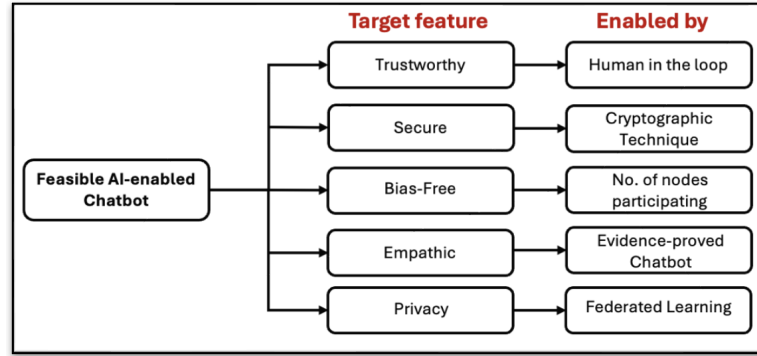 Target feature
Enabled by
Trustworthy
Human in the loop
Secure
Cryptographic
Technique
Feasible AI-enabled
Chatbot
Bias-Free
No. of nodes
participating
Empathic
Evidence-proved
Chatbot
Privacy
Federated Learning